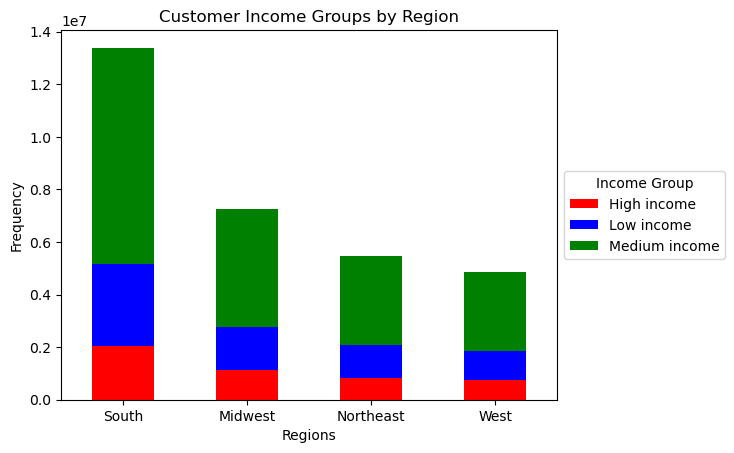 Customer Income Groups by Region
1e7
1.4
1.2
1.0
0.8
0.6
0.4
0.2
0.0
Frequency
South Midwest Northeast West
Regions
Income Group
High income
Low income
Medium income